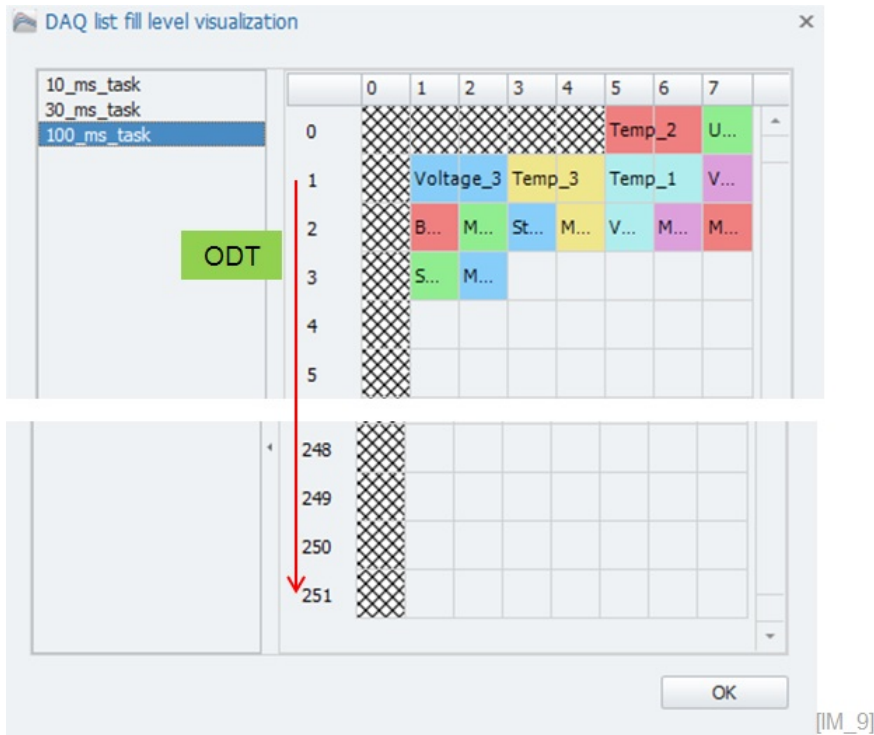 DAQ list fill level visualization
10_ms_task
30_ms_task
100_ms_task
0 1 2 3 4 5 6 7
0 Temp_2 U...
1 Voltage_3 Temp_3 Temp_1 V...
2 B... M... St... M... V... M... M...
ODT
3 S... M...
4
5
248
249
250
251
OK
[IM_9]